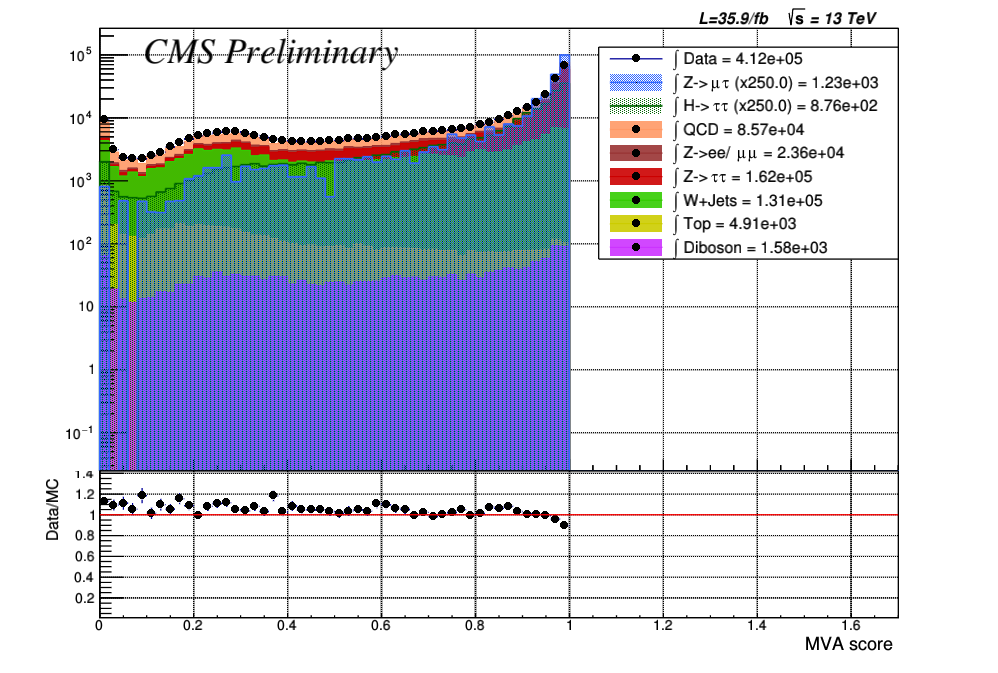 L=35.9/fb √s = 13 TeV
CMS Preliminary
∫ Data = 4.12e+05
∫ Z->μτ (x250.0) = 1.23e+03
∫ H->ττ (x250.0) = 8.76e+02
∫ QCD = 8.57e+04
∫ Z->ee/ μμ = 2.36e+04
∫ Z->ττ = 1.62e+05
∫ W+Jets = 1.31e+05
∫ Top = 4.91e+03
∫ Diboson = 1.58e+03
10⁵
10⁴
10³
10²
10
1
10⁻¹
Data/MC
1.4
1.2
1
0.8
0.6
0.4
0.2
0 0.2 0.4 0.6 0.8 1 1.2 1.4 1.6
MVA score